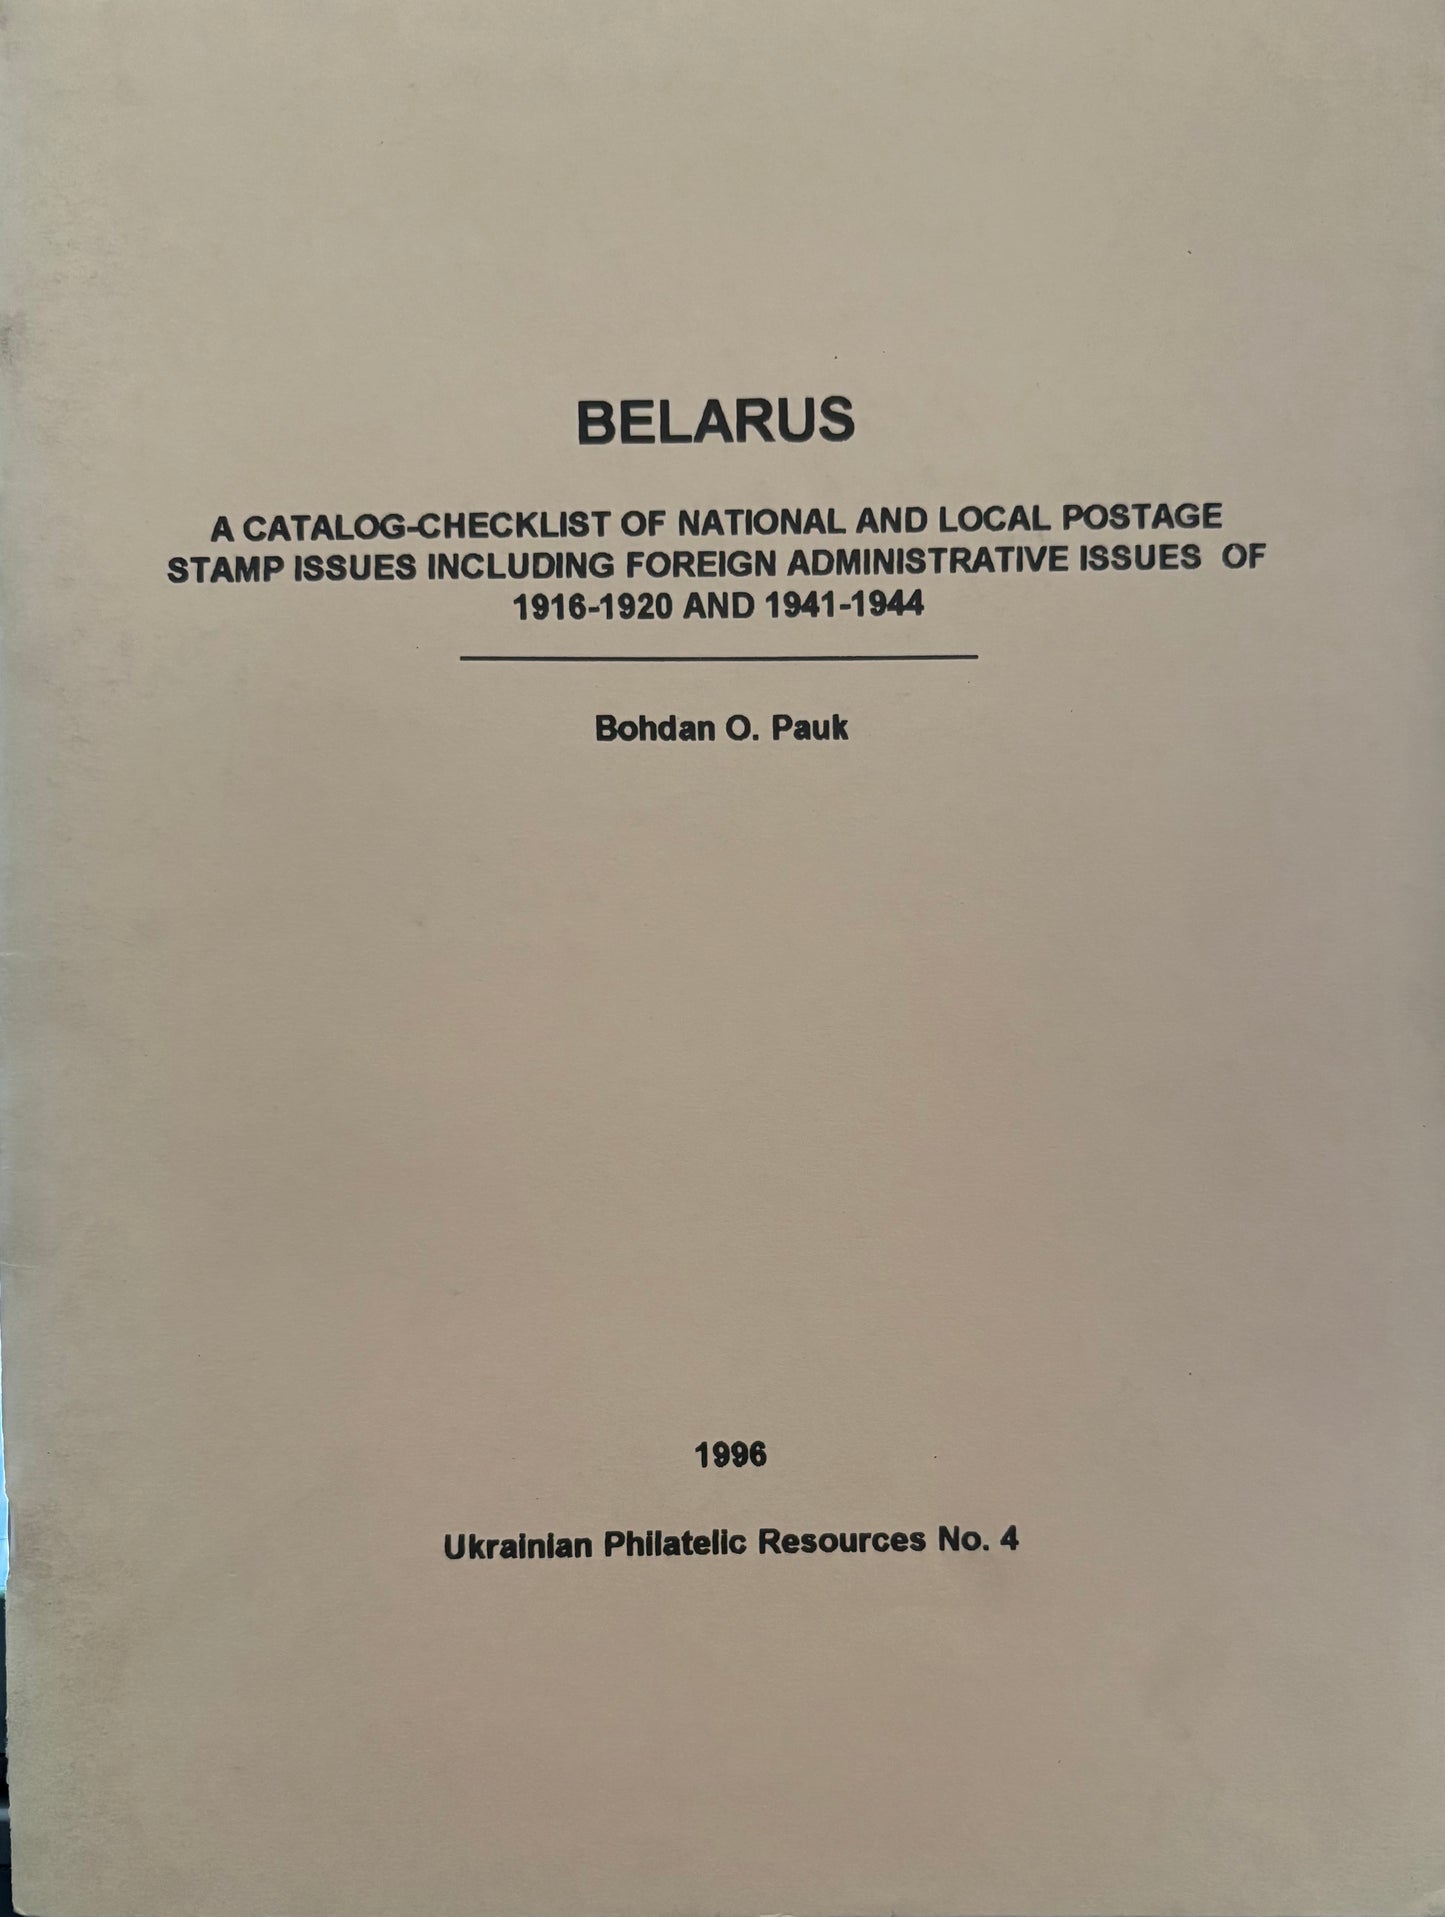 BELARUS
A CATALOG-CHECKLIST OF NATIONAL AND LOCAL POSTAGE
STAMP ISSUES INCLUDING FOREIGN ADMINISTRATIVE ISSUES OF
1916-1920 AND 1941-1944
Bohdan O. Pauk
1996
Ukrainian Philatelic Resources No. 4